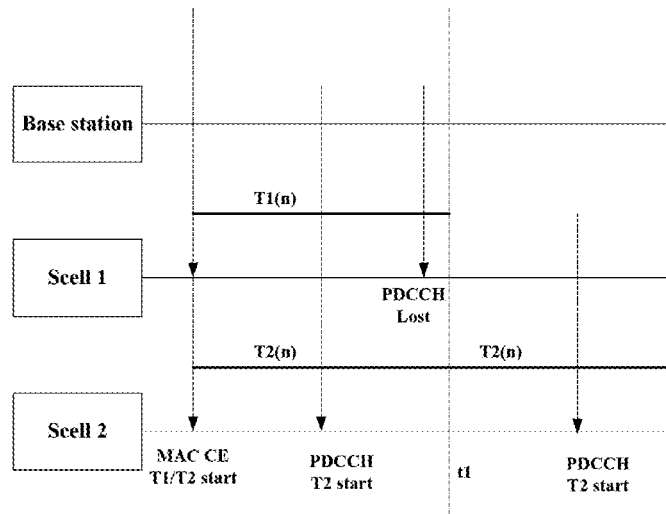 Base station
T1(n)
Scell 1
PDCCH
Lost
T2(n)
T2(n)
Scell 2
MAC CE
T1/T2 start
PDCCH
T2 start
t1
PDCCH
T2 start